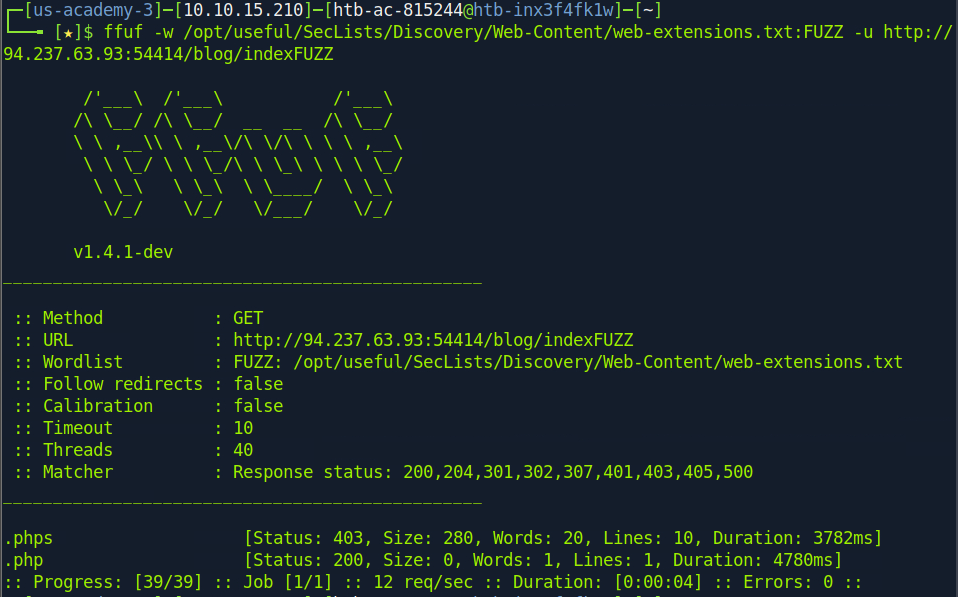 ┌─[us-academy-3]─[10.10.15.210]─[htb-ac-815244@htb-inx3f4fk1w]─[~]
└──╼ [★]$ ffuf -w /opt/useful/SecLists/Discovery/Web-Content/web-extensions.txt:FUZZ -u http://
94.237.63.93:54414/blog/indexFUZZ
        /'___\  /'___\           /'___\
       /\ \__/ /\ \__/  __  __  /\ \__/
       \ \ ,__\\ \ ,__\/\ \/\ \ \ \ ,__\
        \ \ \_/ \ \ \_/\ \ \_\ \ \ \ \_/
         \ \_\   \ \_\  \ \____/  \ \_\
          \/_/    \/_/   \/___/    \/_/
       v1.4.1-dev
________________________________________________
 :: Method           : GET
 :: URL              : http://94.237.63.93:54414/blog/indexFUZZ
 :: Wordlist         : FUZZ: /opt/useful/SecLists/Discovery/Web-Content/web-extensions.txt
 :: Follow redirects : false
 :: Calibration      : false
 :: Timeout          : 10
 :: Threads          : 40
 :: Matcher          : Response status: 200,204,301,302,307,401,403,405,500
________________________________________________
.phps                   [Status: 403, Size: 280, Words: 20, Lines: 10, Duration: 3782ms]
.php                    [Status: 200, Size: 0, Words: 1, Lines: 1, Duration: 4780ms]
:: Progress: [39/39] :: Job [1/1] :: 12 req/sec :: Duration: [0:00:04] :: Errors: 0 ::